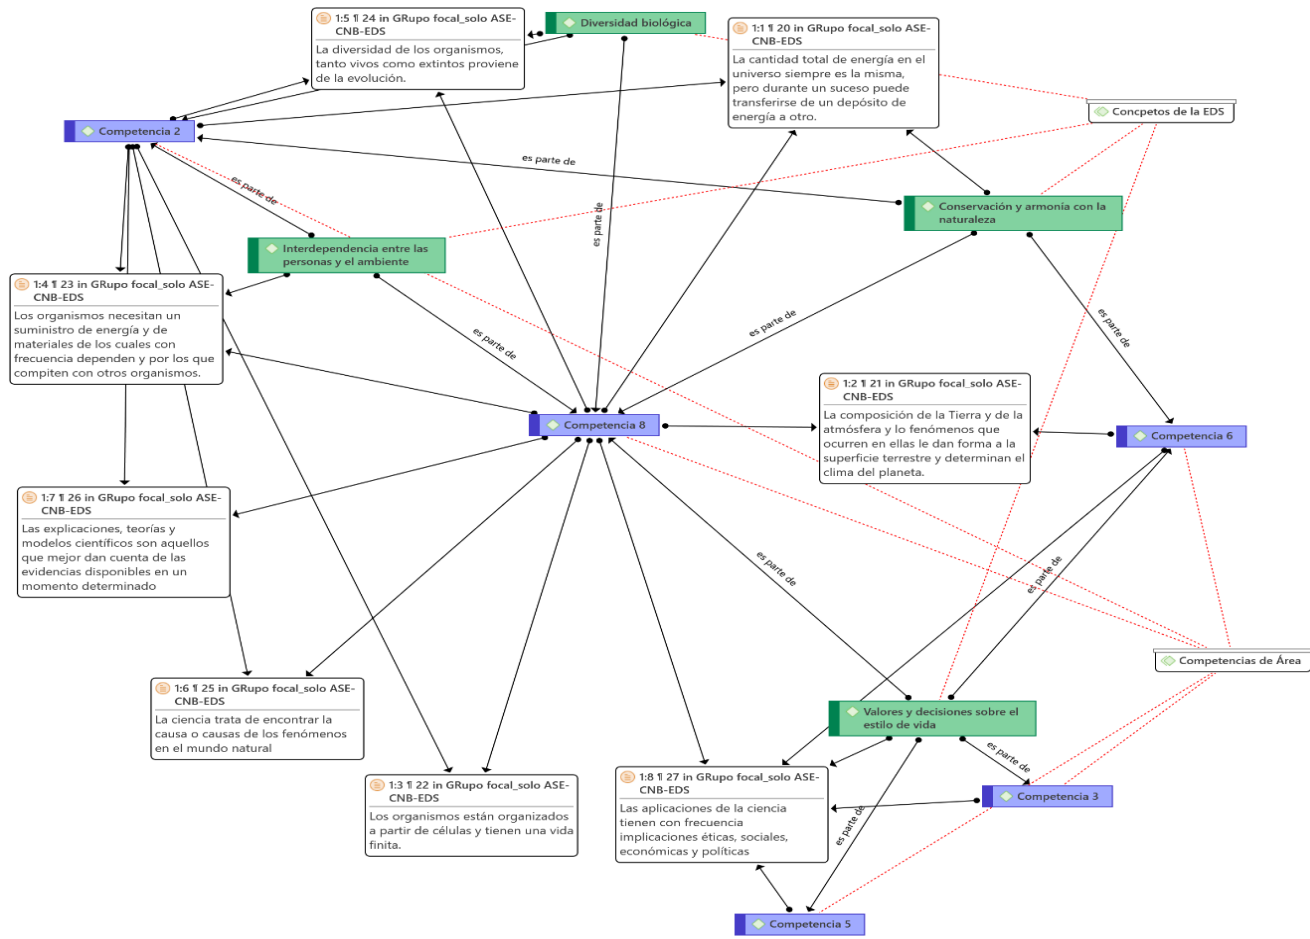 1:5 ¶ 24 in GRupo focal_solo ASE-
CNB-EDS
La diversidad de los organismos,
tanto vivos como extintos proviene
de la evolución.
Diversidad biológica
1:1 ¶ 20 in GRupo focal_solo ASE-
CNB-EDS
La cantidad total de energía en el
universo siempre es la misma,
pero durante un suceso puede
transferirse de un depósito de
energía a otro.
Concpetos de la EDS
Competencia 2
es parte de
es parte de
es parte de
Conservación y armonía con la
naturaleza
Interdependencia entre las
personas y el ambiente
1:4 ¶ 23 in GRupo focal_solo ASE-
CNB-EDS
Los organismos necesitan un
suministro de energía y de
materiales de los cuales con
frecuencia dependen y por los que
compiten con otros organismos.
es parte de
es parte de
es parte de
1:2 ¶ 21 in GRupo focal_solo ASE-
CNB-EDS
La composición de la Tierra y de la
atmósfera y lo fenómenos que
ocurren en ellas le dan forma a la
superficie terrestre y determinan el
clima del planeta.
Competencia 8
Competencia 6
1:7 ¶ 26 in GRupo focal_solo ASE-
CNB-EDS
Las explicaciones, teorías y
modelos científicos son aquellos
que mejor dan cuenta de las
evidencias disponibles en un
momento determinado
es parte de
es parte de
Competencias de Área
1:6 ¶ 25 in GRupo focal_solo ASE-
CNB-EDS
La ciencia trata de encontrar la
causa o causas de los fenómenos
en el mundo natural
Valores y decisiones sobre el
estilo de vida
es parte de
1:3 ¶ 22 in GRupo focal_solo ASE-
CNB-EDS
Los organismos están organizados
a partir de células y tienen una vida
finita.
1:8 ¶ 27 in GRupo focal_solo ASE-
CNB-EDS
Las aplicaciones de la ciencia
tienen con frecuencia
implicaciones éticas, sociales,
económicas y políticas
Competencia 3
es parte de
Competencia 5